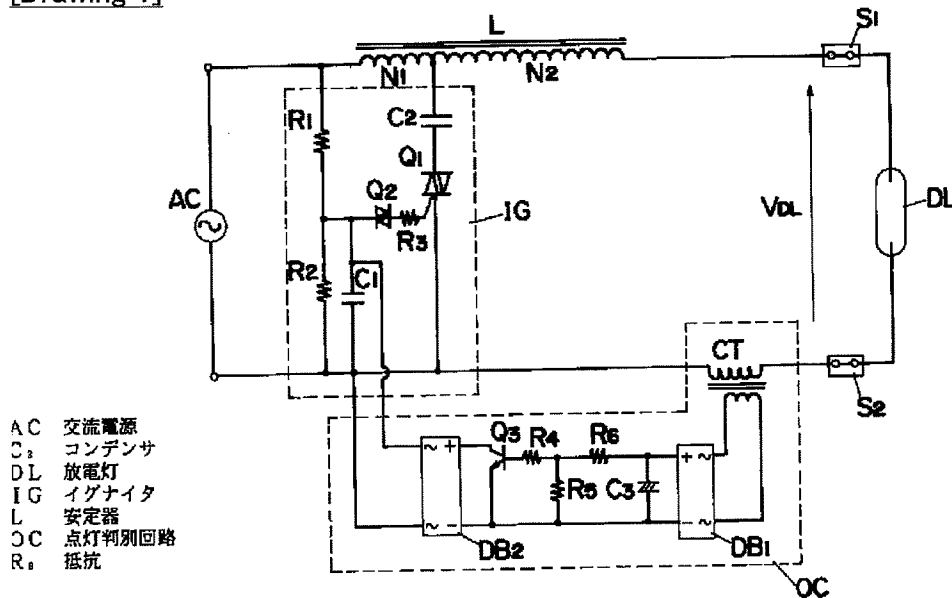 [Drawing 1]
L
S1
N1
N2
R1
C2
Q1
AC
Q2
IG
VDL
DL
R3
R2
C1
CT
S2
Q3
R4
R6
R5
C3
DB2
DB1
OC
+
-
~
~
+
-
~
~
AC 交流電源
コンデンサ
DL 放電灯
IG イグナイタ
L 安定器
OC 点灯判別回路
抵抗